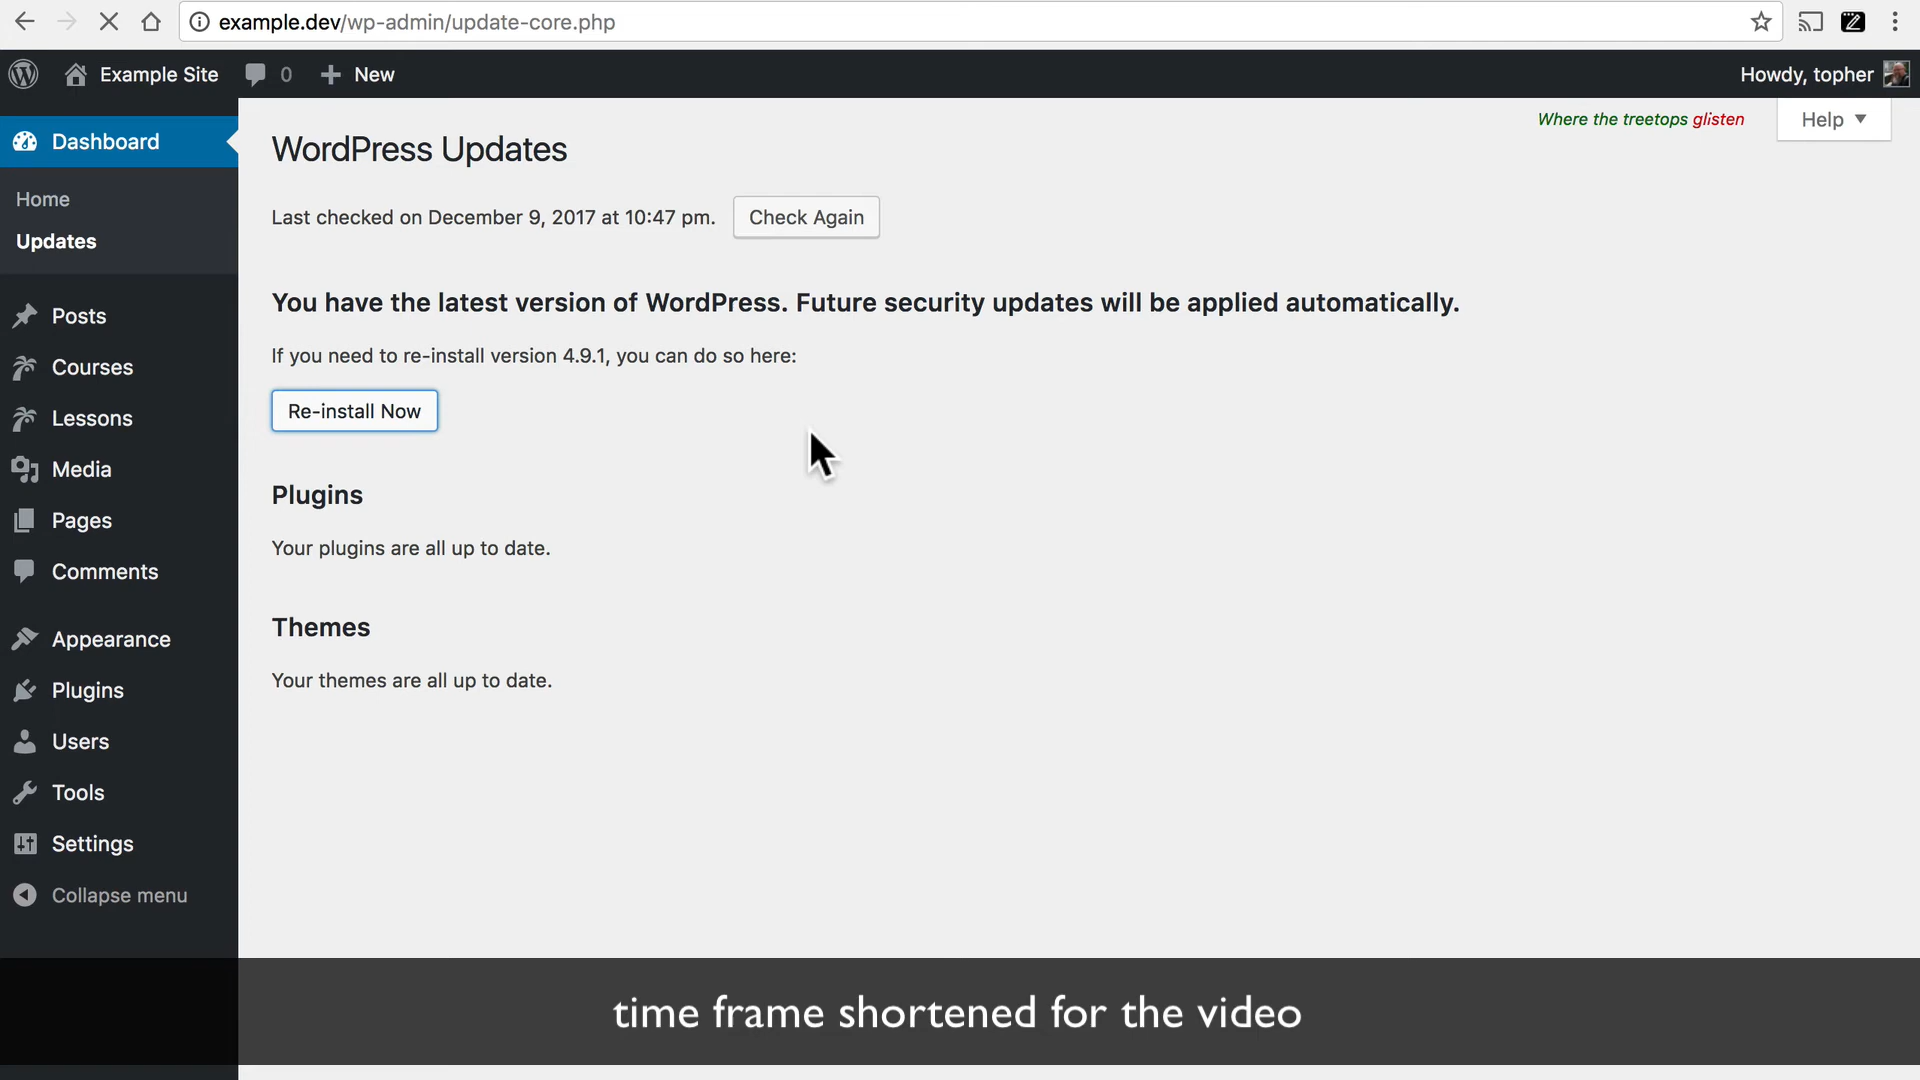 example.dev/wp-admin/update-core.php
Example Site 0 New
Howdy, topher
Where the treetops glisten
Help
Dashboard
Home
Updates
Posts
Courses
Lessons
Media
Pages
Comments
Appearance
Plugins
Users
Tools
Settings
Collapse menu
WordPress Updates
Last checked on December 9, 2017 at 10:47 pm. Check Again
You have the latest version of WordPress. Future security updates will be applied automatically.
If you need to re-install version 4.9.1, you can do so here:
Re-install Now
Plugins
Your plugins are all up to date.
Themes
Your themes are all up to date.
time frame shortened for the video